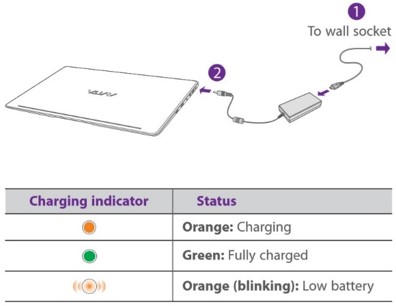 1
To wall socket
2
Charging indicator Status
Orange: Charging
Green: Fully charged
Orange (blinking): Low battery